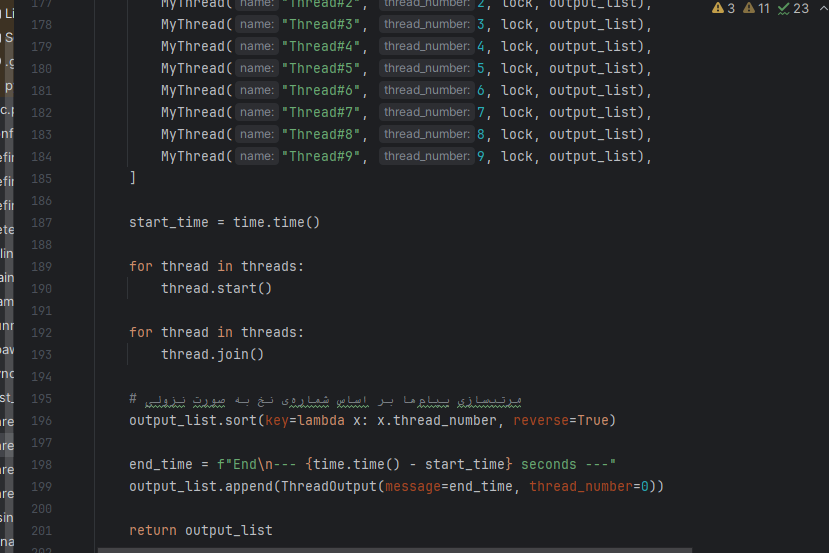 177 MyThread( name: "Thread#2", thread_number: 2, lock, output_list),
178 MyThread( name: "Thread#3", thread_number: 3, lock, output_list),
179 MyThread( name: "Thread#4", thread_number: 4, lock, output_list),
180 MyThread( name: "Thread#5", thread_number: 5, lock, output_list),
181 MyThread( name: "Thread#6", thread_number: 6, lock, output_list),
182 MyThread( name: "Thread#7", thread_number: 7, lock, output_list),
183 MyThread( name: "Thread#8", thread_number: 8, lock, output_list),
184 MyThread( name: "Thread#9", thread_number: 9, lock, output_list),
185 ]
186
187 start_time = time.time()
188
189 for thread in threads:
190 thread.start()
191
192 for thread in threads:
193 thread.join()
194
195 # مرتبسازی پیام‌ها بر اساس شماره‌ی نخ به صورت نزولی
196 output_list.sort(key=lambda x: x.thread_number, reverse=True)
197
198 end_time = f"End\n--- {time.time() - start_time} seconds ---"
199 output_list.append(ThreadOutput(message=end_time, thread_number=0))
200
201 return output_list
3 11 23